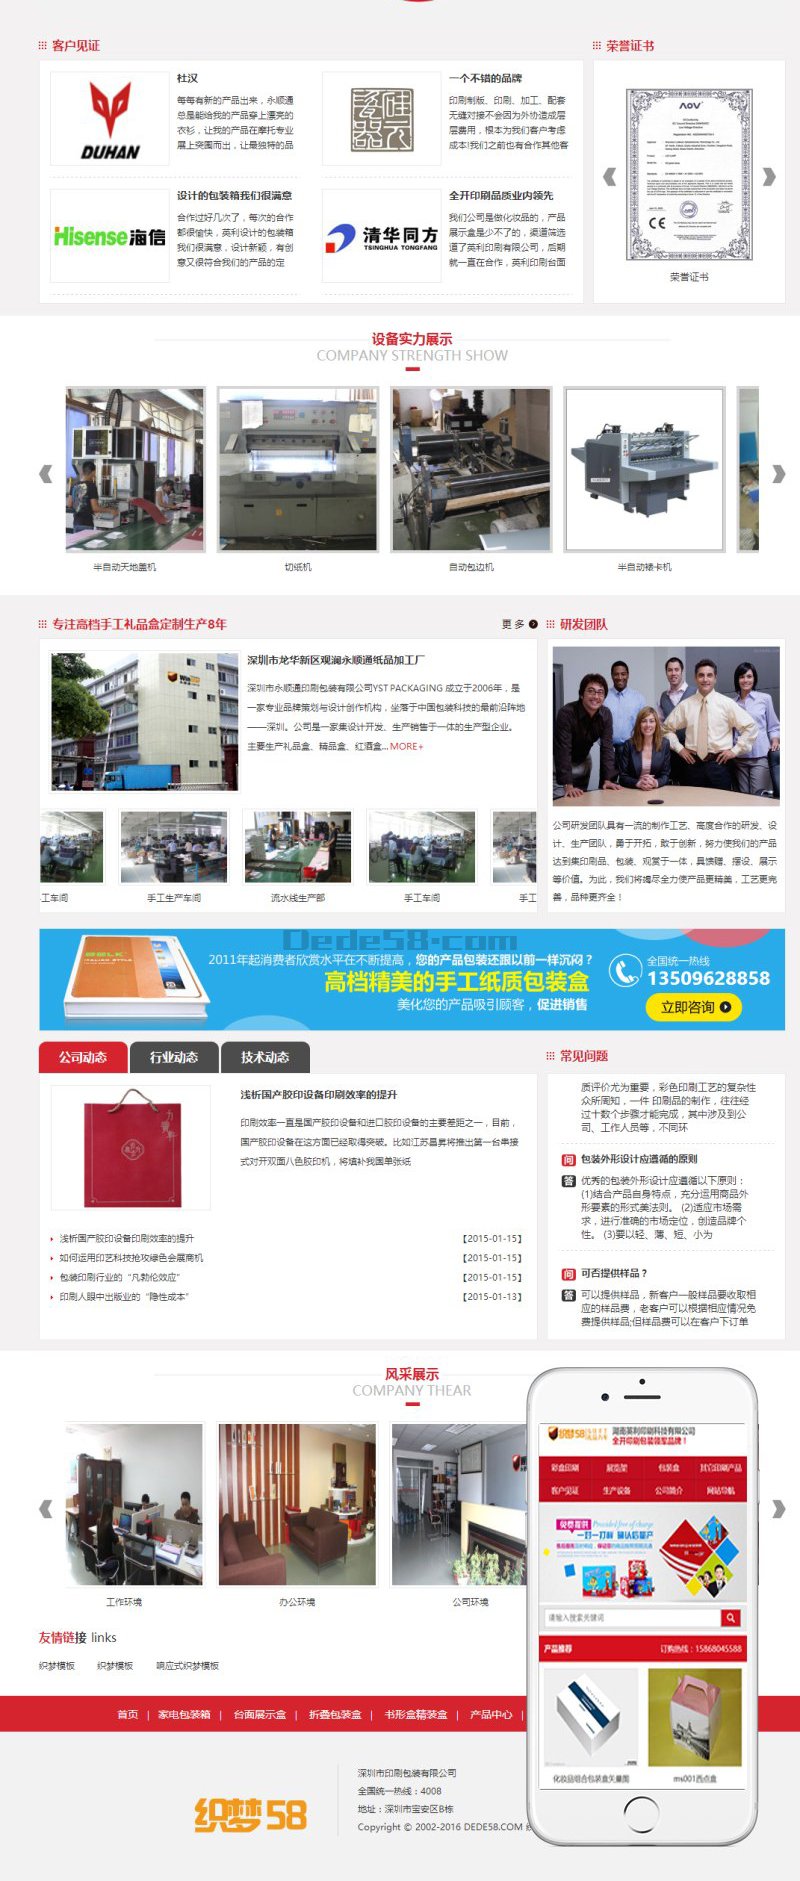 客户见证
荣誉证书
杜汉
每每有新的产品出来，永顺通
总是能给我的产品穿上漂亮的
衣衫，让我的产品在摩托专业
展上突围而出，让最独特的品
DUHAN
一个不错的品牌
印刷制版、印刷、加工、配套
无缝对接不会因为外协造成层
层费用，根本为我们客户考虑
成本!我们之前也有合作其他客
AOV
CE
荣誉证书
设计的包装箱我们很满意
合作过好几次了，每次的合作
都很愉快，英利设计的包装箱
我们很满意，设计新颖，有创
意又很符合我们的产品的定
Hisense海信
全开印刷品质业内领先
我们公司是做化妆品的，产品
展示盒是少不了的，渠道筛选
道了英利印刷有限公司，后期
就一直在合作，英利印刷台面
清华同方
TSINGHUA TONGFANG
设备实力展示
COMPANY STRENGTH SHOW
半自动天地盖机
切纸机
自动包边机
半自动裱卡机
专注高档手工礼品盒定制生产8年
更多
研发团队
深圳市龙华新区观澜永顺通纸品加工厂
深圳市永顺通印刷包装有限公司YST PACKAGING 成立于2006年，是
一家专业品牌策划与设计创作机构，坐落于中国包装科技的最前沿阵地
——深圳。公司是一家集设计开发、生产销售于一体的生产型企业。
主要生产礼品盒、精品盒、红酒盒... MORE+
公司研发团队具有一流的制作工艺、高度合作的研发、设
计、生产团队，勇于开拓，敢于创新，努力使我们的产品
达到集印刷品、包装、观赏于一体，具馈赠、摆设、展示
等价值。为此，我们将竭尽全力使产品更精美，工艺更完
善，品种更齐全！
工车间
手工生产车间
流水线生产部
手工车间
手工
Dede58.com
2011年起消费者欣赏水平在不断提高，您的产品包装还跟以前一样沉闷？
高档精美的手工纸质包装盒
美化您的产品吸引顾客，促进销售
全国统一热线
13509628858
立即咨询
公司动态
行业动态
技术动态
常见问题
浅析国产胶印设备印刷效率的提升
印刷效率一直是国产胶印设备和进口胶印设备的主要差距之一，目前，
国产胶印设备在这方面已经取得突破。比如江苏昌昇将推出第一台串接
式对开双面八色胶印机，将填补我国单张纸
浅析国产胶印设备印刷效率的提升 【2015-01-15】
如何运用印艺科技抢攻绿色会展商机 【2015-01-15】
包装印刷行业的“凡勃伦效应” 【2015-01-15】
印刷人眼中出版业的“隐性成本” 【2015-01-13】
质评价尤为重要，彩色印刷工艺的复杂性
众所周知，一件 印刷品的制作，往往经
过十数个步骤才能完成，其中涉及到公
司、工作人员等，不同环
问 包装外形设计应遵循的原则
答 优秀的包装外形设计应遵循以下原则：
(1)结合产品自身特点，充分运用商品外
形要素的形式美法则。 (2)适应市场需
求，进行准确的市场定位，创造品牌个
性。 (3)要以轻、薄、短、小为
问 可否提供样品？
答 可以提供样品，新客户一般样品要收取相
应的样品费，老客户可以根据相应情况免
费提供样品;但样品费可以在客户下订单
风采展示
COMPANY THEAR
工作环境
办公环境
公司环境
友情链接 links
织梦模板
织梦模板
响应式织梦模板
首页 | 家电包装箱 | 台面展示盒 | 折叠包装盒 | 书形盒精装盒 | 产品中心 |
织梦58
深圳市印刷包装有限公司
全国统一热线：4008
地址：深圳市宝安区B栋
Copyright © 2002-2016 DEDE58.COM
织梦58
湖南英利印刷科技有限公司
全开印刷包装领军品牌！
彩盒印刷
展览架
包装盒
其它印刷产品
客户见证
生产设备
公司简介
网站导航
免费提供
Provided free of charge
一对一打样 确认后量产
请输入搜索关键词
产品推荐
订购热线：15868045588
化妆品组合包装盒矢量图
ms001西点盒